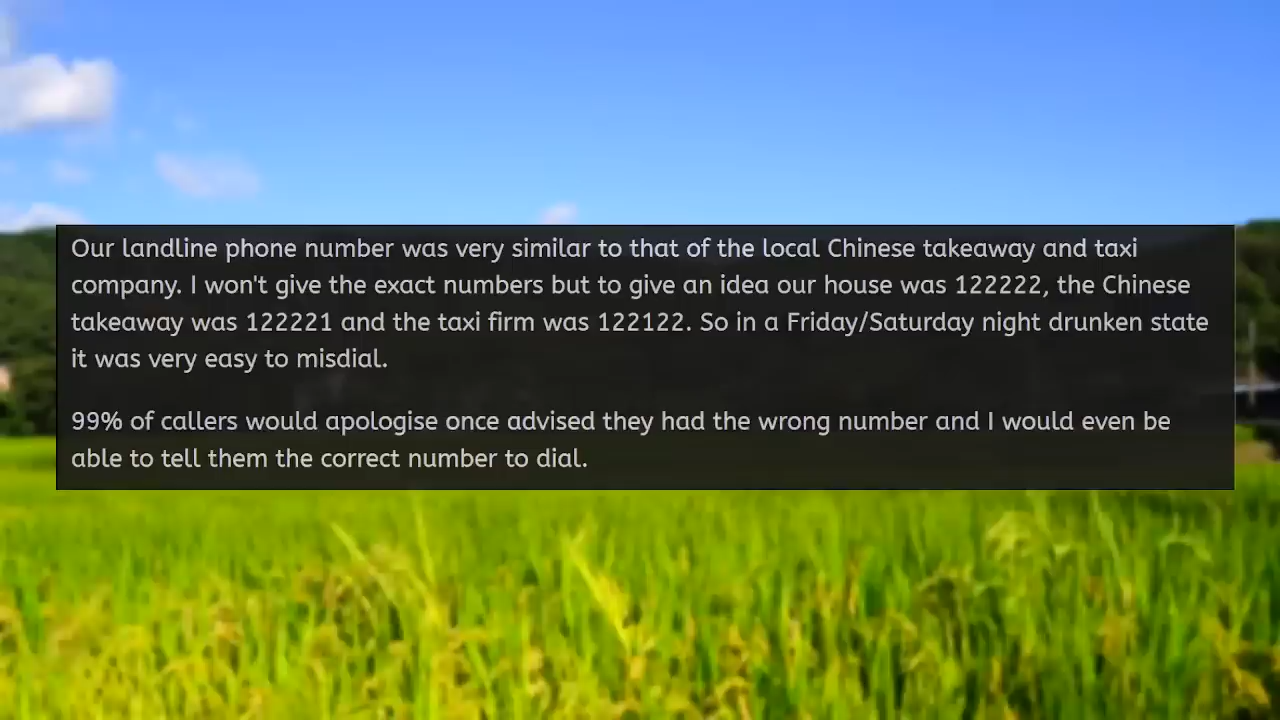 Our landline phone number was very similar to that of the local Chinese takeaway and taxi
company. I won't give the exact numbers but to give an idea our house was 122222, the Chinese
takeaway was 122221 and the taxi firm was 122122. So in a Friday/Saturday night drunken state
it was very easy to misdial.
99% of callers would apologise once advised they had the wrong number and I would even be
able to tell them the correct number to dial.